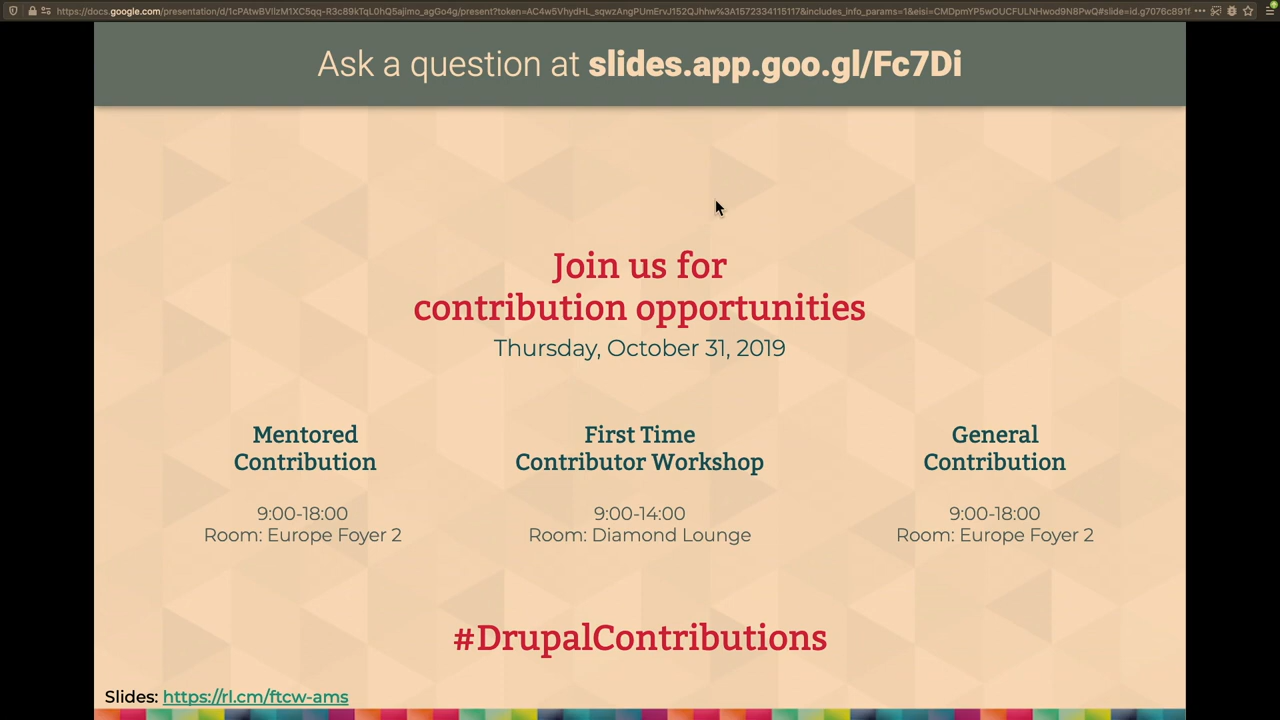 Ask a question at slides.app.goo.gl/Fc7Di
Join us for
contribution opportunities
Thursday, October 31, 2019
Mentored
Contribution
9:00-18:00
Room: Europe Foyer 2
First Time
Contributor Workshop
9:00-14:00
Room: Diamond Lounge
General
Contribution
9:00-18:00
Room: Europe Foyer 2
#DrupalContributions
Slides: https://rl.cm/ftcw-ams